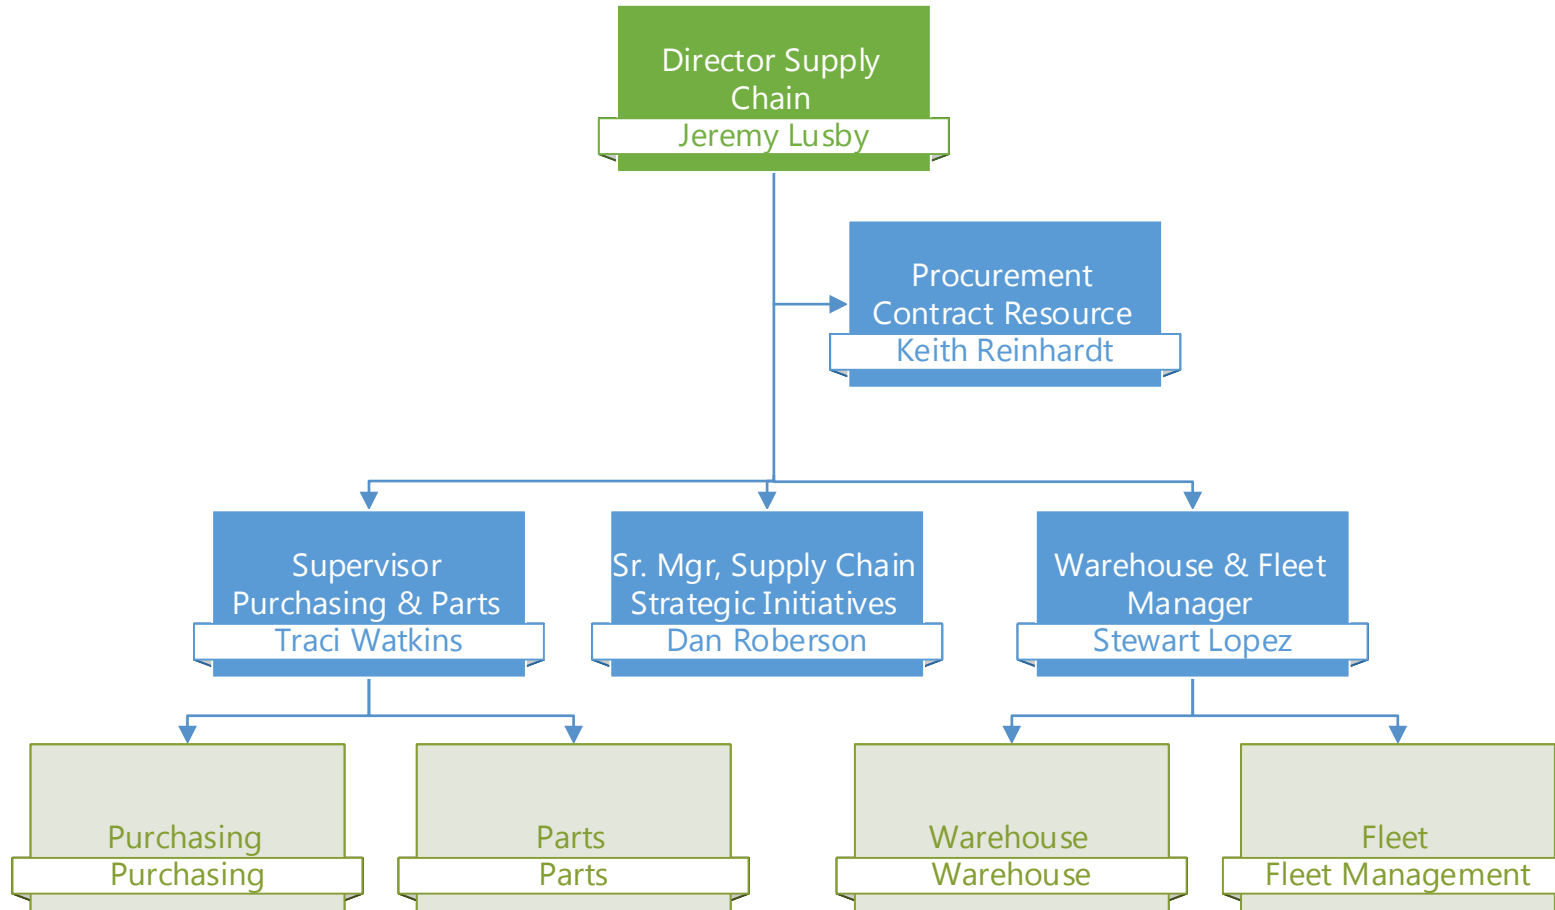 Director Supply
Chain
Jeremy Lusby
Procurement
Contract Resource
Keith Reinhardt
Supervisor
Purchasing & Parts
Traci Watkins
Sr. Mgr, Supply Chain
Strategic Initiatives
Dan Roberson
Warehouse & Fleet
Manager
Stewart Lopez
Purchasing
Purchasing
Parts
Parts
Warehouse
Warehouse
Fleet
Fleet Management